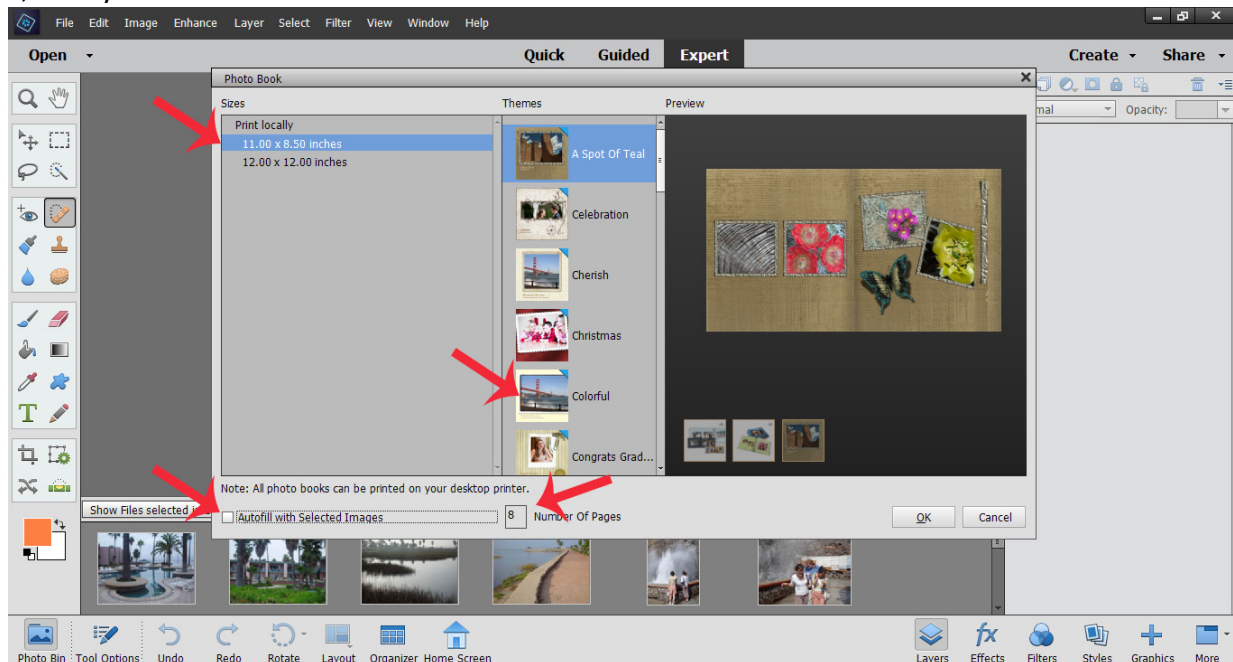 File Edit Image Enhance Layer Select Filter View Window Help
Open Quick Guided Expert Create Share
Photo Book
Sizes Themes Preview
Print locally
11.00 x 8.50 inches
12.00 x 12.00 inches
A Spot Of Teal
Celebration
Cherish
Christmas
Colorful
Congrats Grad...
Opacity:
Note: All photo books can be printed on your desktop printer.
Autofill with Selected Images 8 Number Of Pages OK Cancel
Show Files selected
Photo Bin Tool Options Undo Redo Rotate Layout Organizer Home Screen Layers Effects Filters Styles Graphics More